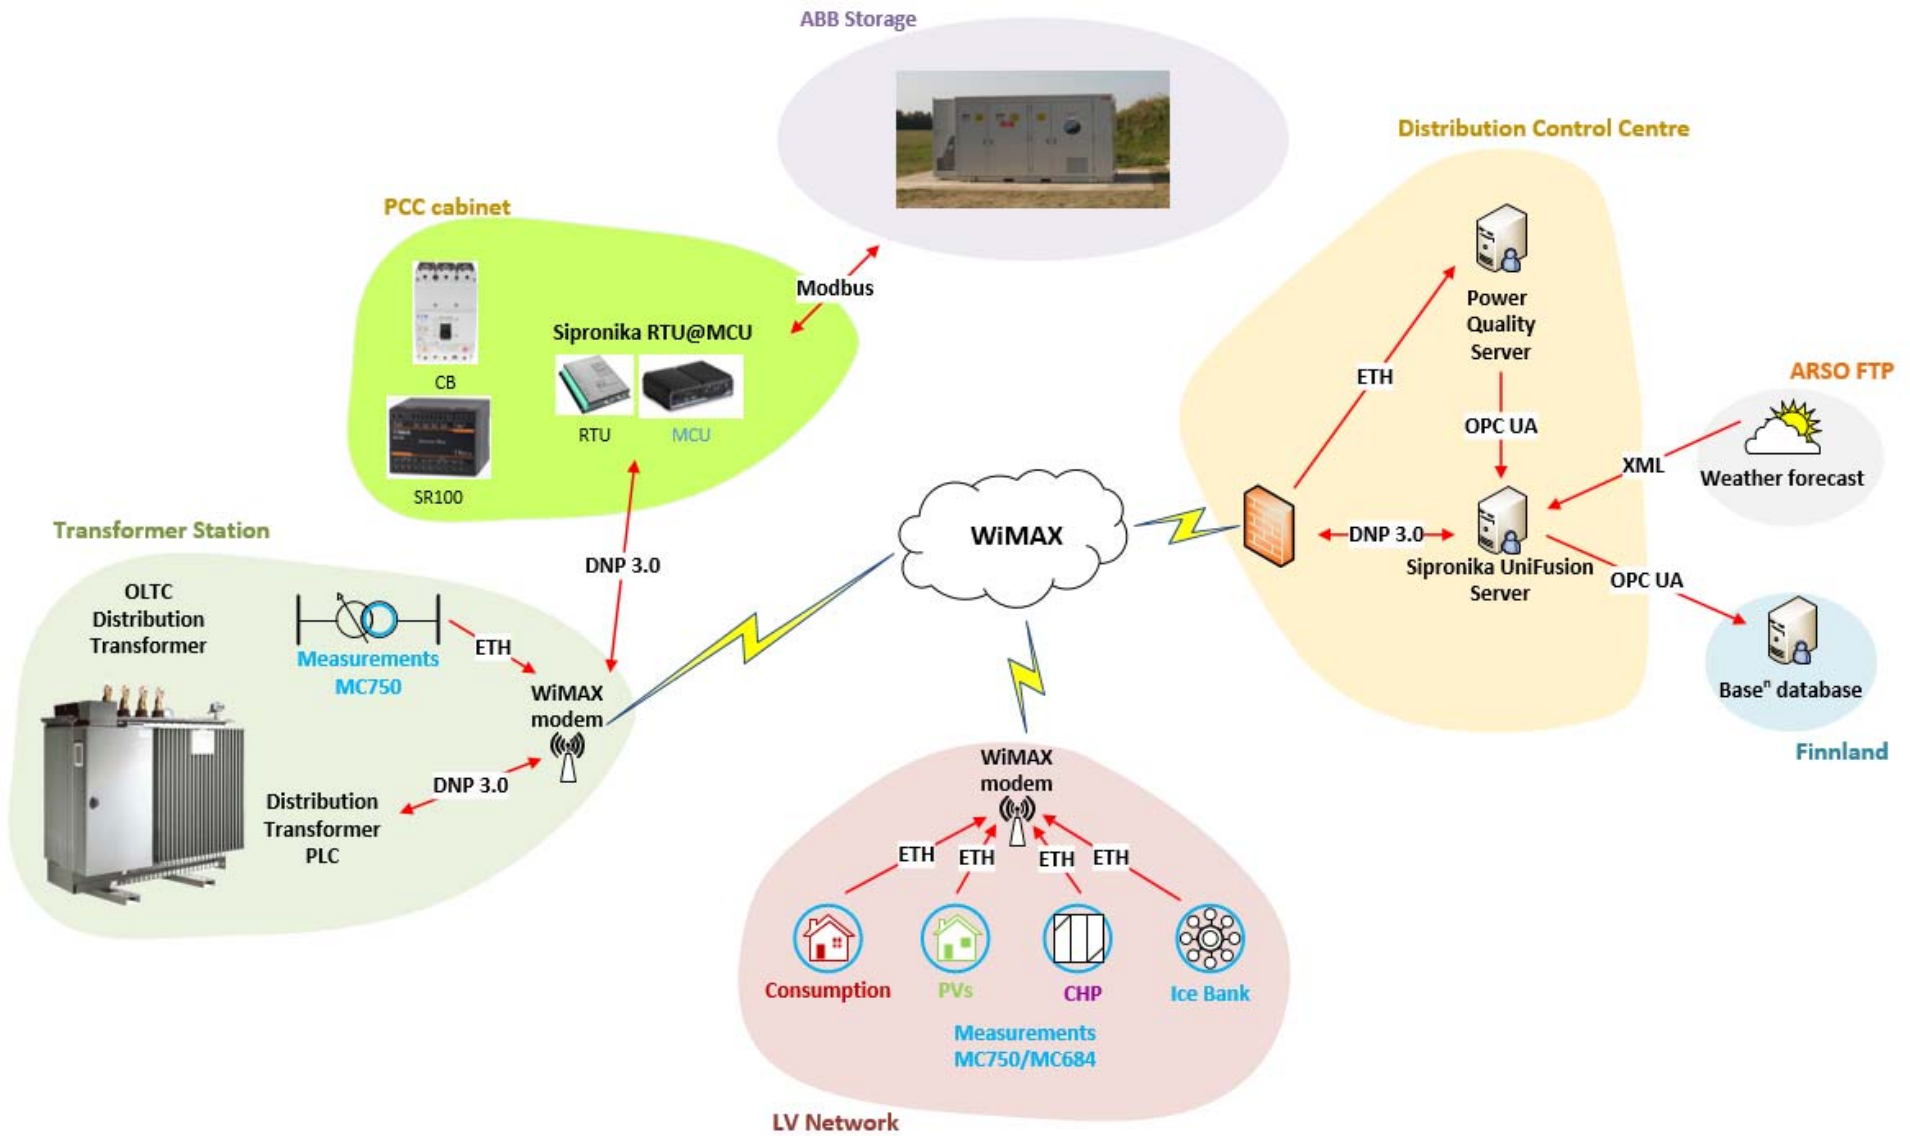 ABB Storage
Distribution Control Centre
PCC cabinet
Modbus
Sipronika RTU@MCU
CB
RTU
MCU
SR100
Power
Quality
Server
ETH
OPC UA
ARSO FTP
XML
Weather forecast
Transformer Station
DNP 3.0
WiMAX
DNP 3.0
Sipronika UniFusion
Server
OPC UA
Baseⁿ database
Finnland
OLTC
Distribution
Transformer
Measurements
MC750
ETH
WiMAX
modem
DNP 3.0
Distribution
Transformer
PLC
WiMAX
modem
ETH
ETH
ETH
ETH
Consumption
PVs
CHP
Ice Bank
Measurements
MC750/MC684
LV Network